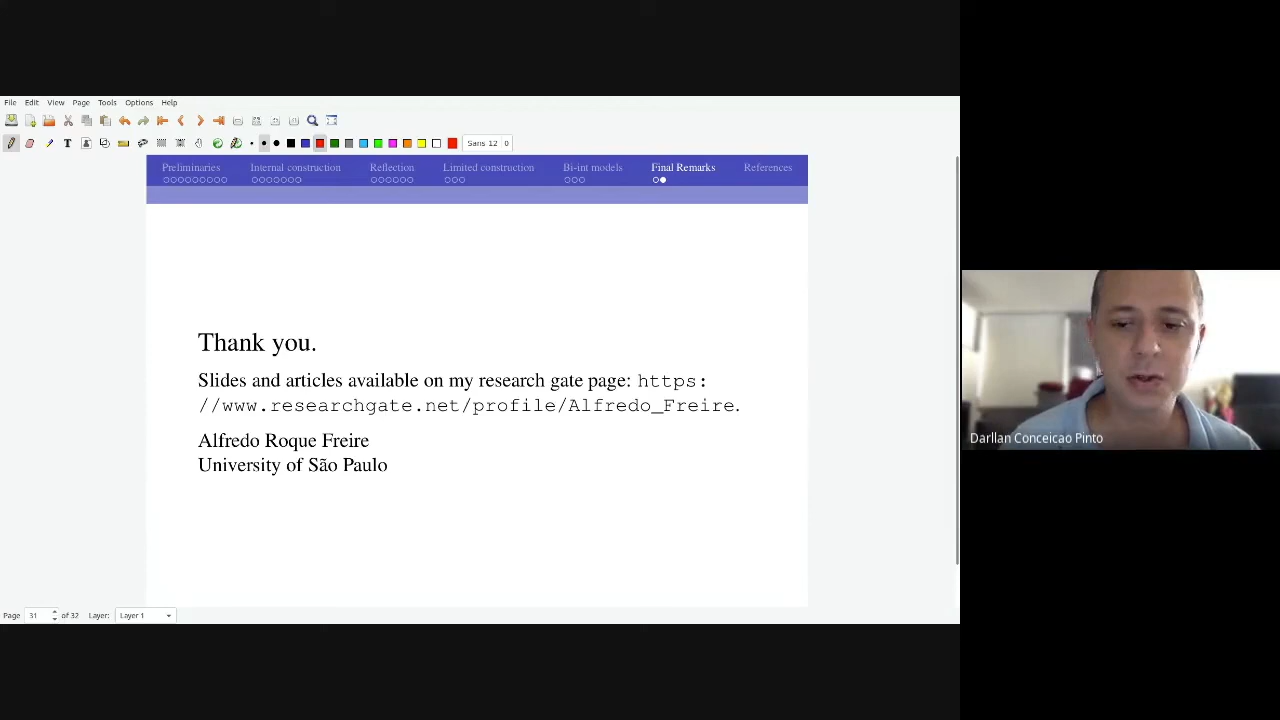 File Edit View Page Tools Options Help
Sans 12 0
Preliminaries Internal construction Reflection Limited construction Bi-int models Final Remarks References
Thank you.
Slides and articles available on my research gate page: https:
//www.researchgate.net/profile/Alfredo_Freire.
Alfredo Roque Freire
University of São Paulo
Darllan Conceicao Pinto
Page 31 of 32 Layer: Layer 1